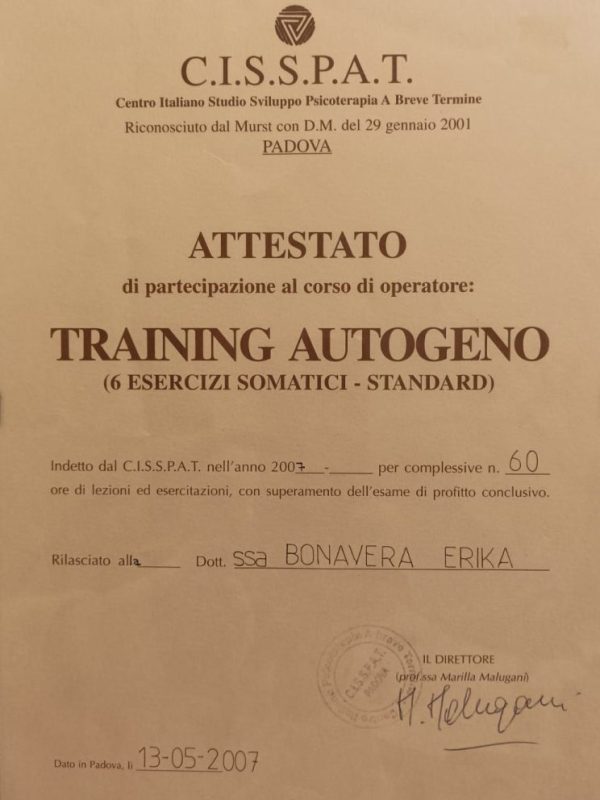 C.I.S.S.P.A.T.
Centro Italiano Studio Sviluppo Psicoterapia A Breve Termine
Riconosciuto dal Murst con D.M. del 29 gennaio 2001
PADOVA
ATTESTATO
di partecipazione al corso di operatore:
TRAINING AUTOGENO
(6 ESERCIZI SOMATICI - STANDARD)
Indetto dal C.I.S.S.P.A.T. nell'anno 2007 - per complessive n. 60
ore di lezioni ed esercitazioni, con superamento dell'esame di profitto conclusivo.
Rilasciato alla Dott. ssa BONAVERA ERIKA
C.I.S.S.P.A.T.
PADOVA
IL DIRETTORE
(prof.ssa Marilla Malugani)
M. Malugani
Dato in Padova, lì 13-05-2007